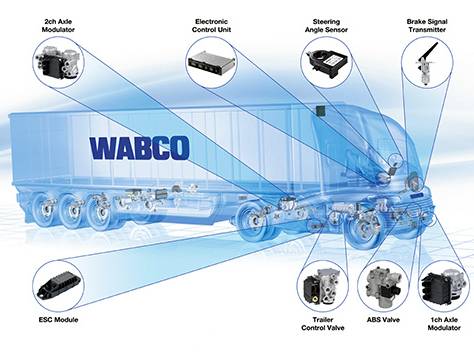 2ch Axle
Modulator
Electronic
Control Unit
Steering
Angle Sensor
Brake Signal
Transmitter
WABCO
ESC Module
Trailer
Control Valve
ABS Valve
1ch Axle
Modulator